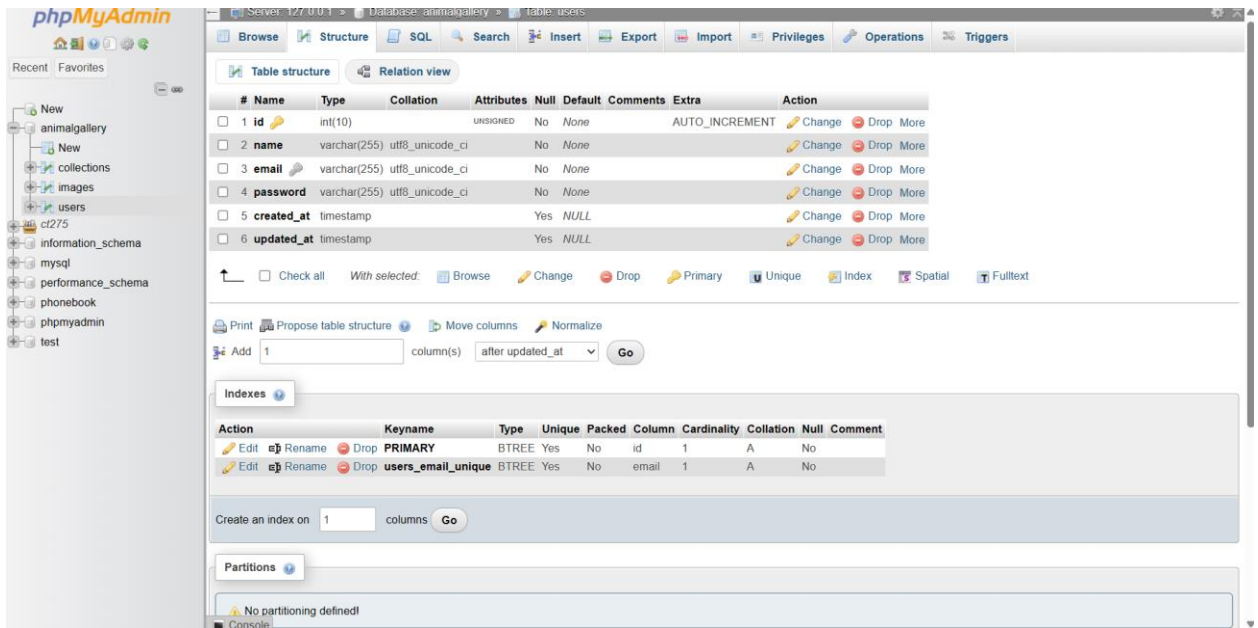 phpMyAdmin
Recent Favorites
New
animalgallery
New
collections
images
users
ct275
information_schema
mysql
performance_schema
phonebook
phpmyadmin
test
Server: 127.0.0.1 » Database: animalgallery » Table: users
Browse Structure SQL Search Insert Export Import Privileges Operations Triggers
Table structure Relation view
# Name Type Collation Attributes Null Default Comments Extra Action
1 id int(10) UNSIGNED No None AUTO_INCREMENT Change Drop More
2 name varchar(255) utf8_unicode_ci No None Change Drop More
3 email varchar(255) utf8_unicode_ci No None Change Drop More
4 password varchar(255) utf8_unicode_ci No None Change Drop More
5 created_at timestamp Yes NULL Change Drop More
6 updated_at timestamp Yes NULL Change Drop More
Check all With selected: Browse Change Drop Primary Unique Index Spatial Fulltext
Print Propose table structure Move columns Normalize
Add 1 column(s) after updated_at Go
Indexes
Action Keyname Type Unique Packed Column Cardinality Collation Null Comment
Edit Rename Drop PRIMARY BTREE Yes No id 1 A No
Edit Rename Drop users_email_unique BTREE Yes No email 1 A No
Create an index on 1 columns Go
Partitions
No partitioning defined!
Console